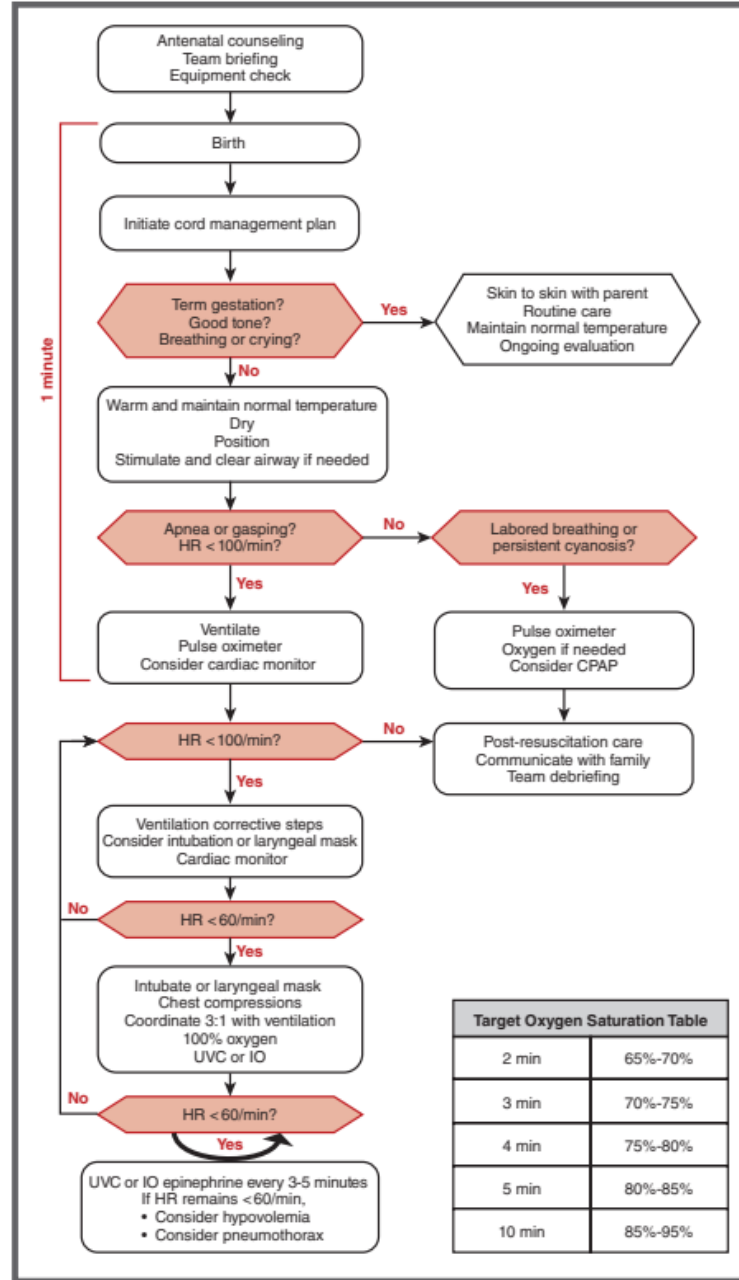 Antenatal counseling
Team briefing
Equipment check
1 minute
Birth
Initiate cord management plan
Term gestation?
Good tone?
Breathing or crying?
Yes
Skin to skin with parent
Routine care
Maintain normal temperature
Ongoing evaluation
No
Warm and maintain normal temperature
Dry
Position
Stimulate and clear airway if needed
Apnea or gasping?
HR <100/min?
No
Labored breathing or
persistent cyanosis?
Yes
Yes
Ventilate
Pulse oximeter
Consider cardiac monitor
Pulse oximeter
Oxygen if needed
Consider CPAP
HR <100/min?
No
Post-resuscitation care
Communicate with family
Team debriefing
Yes
Ventilation corrective steps
Consider intubation or laryngeal mask
Cardiac monitor
No
HR <60/min?
Yes
Intubate or laryngeal mask
Chest compressions
Coordinate 3:1 with ventilation
100% oxygen
UVC or IO
No
HR <60/min?
Yes
UVC or IO epinephrine every 3-5 minutes
If HR remains <60/min,
• Consider hypovolemia
• Consider pneumothorax
Target Oxygen Saturation Table
2 min 65%-70%
3 min 70%-75%
4 min 75%-80%
5 min 80%-85%
10 min 85%-95%